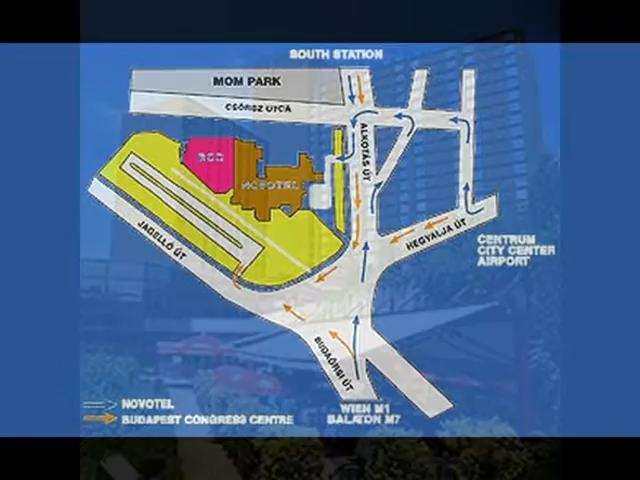 SOUTH STATION
MOM PARK
CSÖRSZ UTCA
ALKOTÁS ÚT
BCC
NOVOTEL
JAGELLÓ ÚT
HEGYALJA ÚT
CENTRUM
CITY CENTER
AIRPORT
BUDAÖRSI ÚT
NOVOTEL
BUDAPEST CONGRESS CENTRE
WIEN M1
BALATON M7